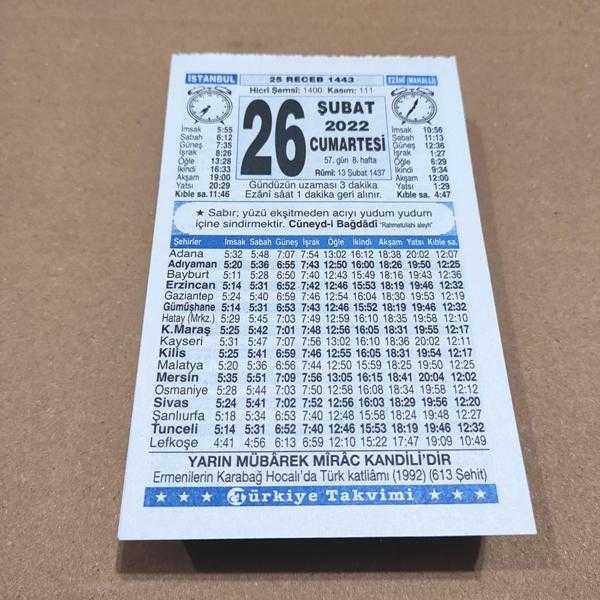 İSTANBUL 25 RECEB 1443 EZÂNÎ (MAHALLÎ)
Hicrî Şemsî: 1400 Kasım: 111
26 ŞUBAT
2022
CUMARTESİ
57. gün 8. hafta
Rûmî: 13 Şubat 1437
İmsak 5:55
Sabah 6:12
Güneş 7:35
İşrak 8:26
Öğle 13:28
İkindi 16:33
Akşam 19:00
Yatsı 20:29
Kıble sa. 11:46
İmsak 10:56
Sabah 11:13
Güneş 12:36
İşrak 1:27
Öğle 6:29
İkindi 9:34
Akşam 12:00
Yatsı 1:29
Kıble sa. 4:47
Gündüzün uzaması 3 dakika
Ezânî sâat 1 dakika geri alınır.
★ Sabır; yüzü ekşitmeden acıyı yudum yudum
içine sindirmektir. Cüneyd-i Bağdâdî "Rahmetullahi aleyh"
Şehirler İmsak Sabah Güneş İşrak Öğle İkindi Akşam Yatsı Kıble sa.
Adana 5:32 5:48 7:07 7:54 13:02 16:12 18:38 20:02 12:07
Adıyaman 5:20 5:36 6:55 7:43 12:50 16:00 18:26 19:50 12:25
Bayburt 5:11 5:28 6:50 7:40 12:43 15:49 18:16 19:43 12:36
Erzincan 5:14 5:31 6:52 7:42 12:46 15:53 18:19 19:46 12:32
Gaziantep 5:24 5:40 6:59 7:46 12:54 16:04 18:30 19:53 12:19
Gümüşhane 5:14 5:31 6:53 7:43 12:46 15:52 18:19 19:46 12:32
Hatay (Mrkz.) 5:29 5:45 7:03 7:49 12:59 16:10 18:35 19:58 12:10
K.Maraş 5:25 5:42 7:01 7:48 12:56 16:05 18:31 19:55 12:17
Kayseri 5:31 5:47 7:07 7:56 13:02 16:10 18:36 20:02 12:11
Kilis 5:25 5:41 6:59 7:46 12:55 16:05 18:31 19:54 12:17
Malatya 5:20 5:36 6:56 7:44 12:50 15:59 18:25 19:50 12:25
Mersin 5:35 5:51 7:09 7:56 13:05 16:15 18:41 20:04 12:02
Osmaniye 5:28 5:44 7:03 7:50 12:58 16:08 18:34 19:58 12:12
Sivas 5:24 5:41 7:02 7:52 12:56 16:03 18:29 19:56 12:20
Şanlıurfa 5:18 5:34 6:53 7:40 12:48 15:58 18:24 19:48 12:27
Tunceli 5:14 5:31 6:52 7:40 12:46 15:53 18:19 19:46 12:32
Lefkoşe 4:41 4:56 6:13 6:59 12:10 15:22 17:47 19:09 10:49
YARIN MÜBÂREK MÎRÂC KANDİLİ'DİR
Ermenilerin Karabağ Hocalı'da Türk katliâmı (1992) (613 Şehit)
★ ★ ★ ★ Türkiye Takvimi ★ ★ ★ ★